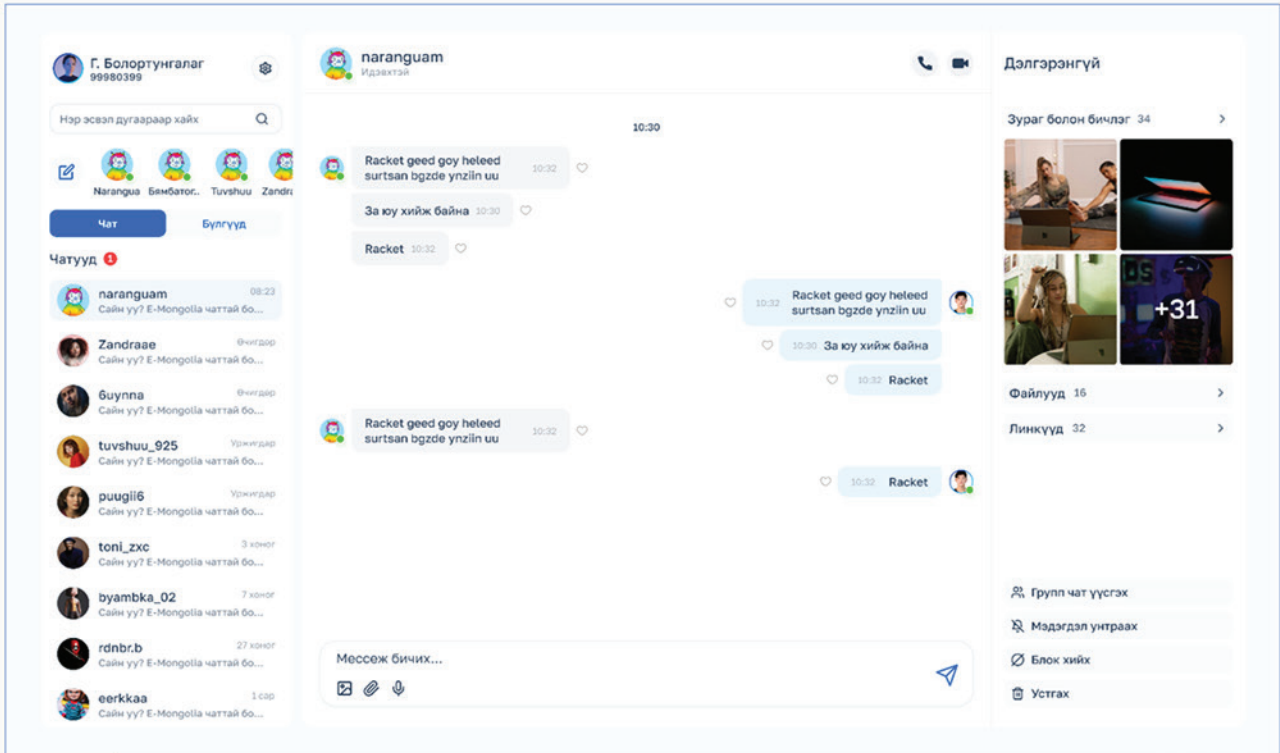 Г. Болортунгалаг
99980399
Нэр эсвэл дугаараар хайх
Narangua Бямбатог.. Tuvshuu Zandra
Чат Бүлгүүд
Чатууд 1
naranguam 08:23
Сайн уу? E-Mongolia чаттай бо...
Zandraae Өчигдөр
Сайн уу? E-Mongolia чаттай бо...
6uynna Өчигдөр
Сайн уу? E-Mongolia чаттай бо...
tuvshuu_925 Уржигдар
Сайн уу? E-Mongolia чаттай бо...
puugii6 Уржигдар
Сайн уу? E-Mongolia чаттай бо...
toni_zxc 3 хоног
Сайн уу? E-Mongolia чаттай бо...
byambka_02 7 хоног
Сайн уу? E-Mongolia чаттай бо...
rdnbr.b 27 хоног
Сайн уу? E-Mongolia чаттай бо...
eerkkaa 1 сар
Сайн уу? E-Mongolia чаттай бо...
naranguam
Идэвхтэй
10:30
Racket geed goy heleed
surtsan bgzde ynziin uu 10:32
За юу хийж байна 10:30
Racket 10:32
10:32 Racket geed goy heleed
surtsan bgzde ynziin uu
10:30 За юу хийж байна
10:32 Racket
Racket geed goy heleed
surtsan bgzde ynziin uu 10:32
10:32 Racket
Мессеж бичих...
Дэлгэрэнгүй
Зураг болон бичлэг 34
+31
Файлууд 16
Линкүүд 32
Групп чат үүсгэх
Мэдэгдэл унтраах
Блок хийх
Устгах